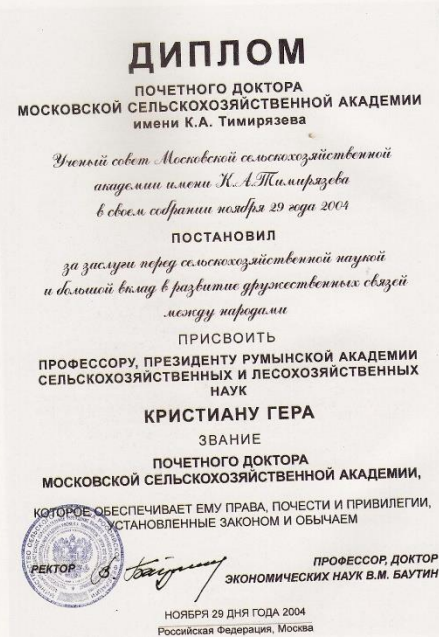 ДИПЛОМ
ПОЧЕТНОГО ДОКТОРА
МОСКОВСКОЙ СЕЛЬСКОХОЗЯЙСТВЕННОЙ АКАДЕМИИ
имени К.А. Тимирязева
Ученый совет Московской сельскохозяйственной
академии имени К.А.Тимирязева
в своем собрании ноября 29 года 2004
ПОСТАНОВИЛ
за заслуги перед сельскохозяйственной наукой
и большой вклад в развитие дружественных связей
между народами
ПРИСВОИТЬ
ПРОФЕССОРУ, ПРЕЗИДЕНТУ РУМЫНСКОЙ АКАДЕМИИ
СЕЛЬСКОХОЗЯЙСТВЕННЫХ И ЛЕСОХОЗЯЙСТВЕННЫХ
НАУК
КРИСТИАНУ ГЕРА
ЗВАНИЕ
ПОЧЕТНОГО ДОКТОРА
МОСКОВСКОЙ СЕЛЬСКОХОЗЯЙСТВЕННОЙ АКАДЕМИИ,
КОТОРОЕ ОБЕСПЕЧИВАЕТ ЕМУ ПРАВА, ПОЧЕСТИ И ПРИВИЛЕГИИ,
УСТАНОВЛЕННЫЕ ЗАКОНОМ И ОБЫЧАЕМ
РЕКТОР
ПРОФЕССОР, ДОКТОР
ЭКОНОМИЧЕСКИХ НАУК В.М. БАУТИН
НОЯБРЯ 29 ДНЯ ГОДА 2004
Российская Федерация, Москва